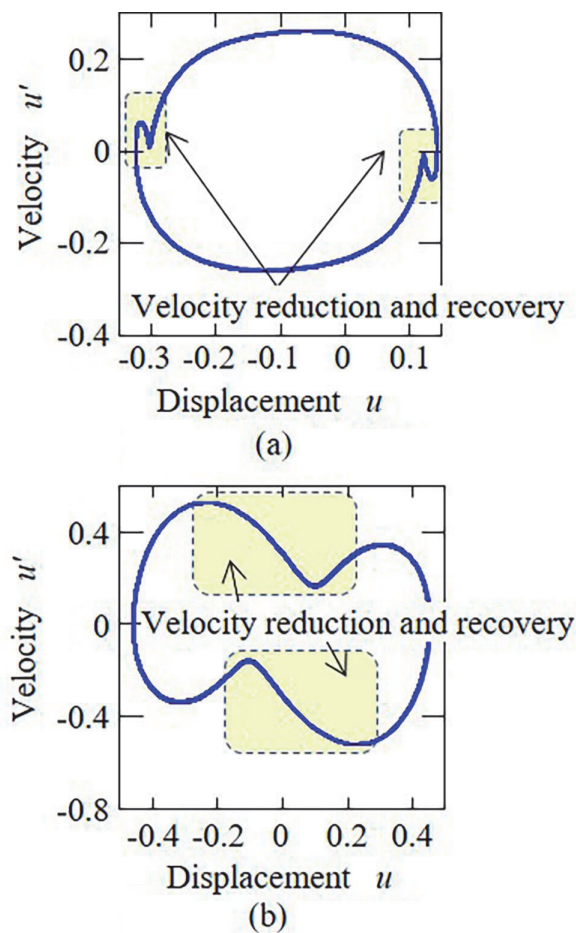 0.2
0
-0.2
-0.4
Velocity u'
Velocity reduction and recovery
-0.3 -0.2 -0.1 0 0.1
Displacement u
(a)
0.8
0.4
0
-0.4
-0.8
Velocity u'
Velocity reduction and recovery
-0.4 -0.2 0 0.2 0.4
Displacement u
(b)